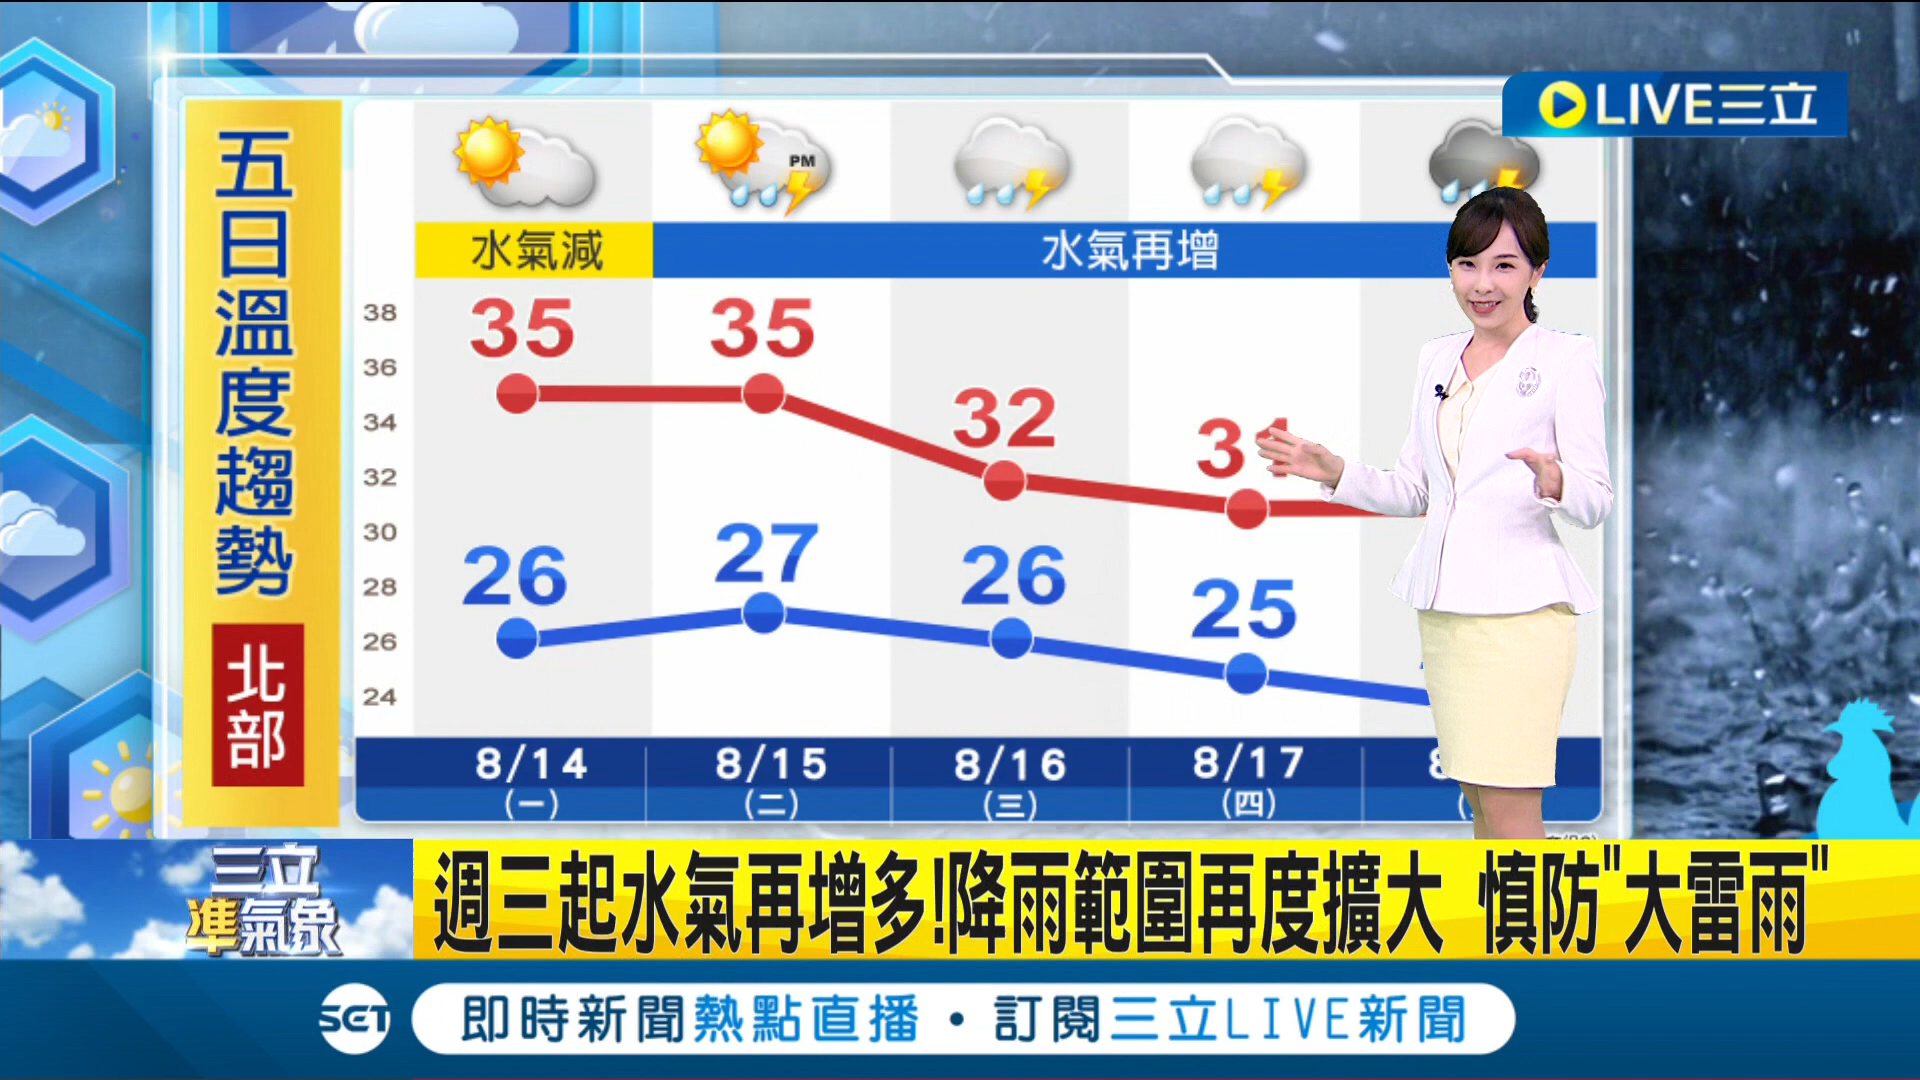 LIVE三立
五日溫度趨勢
北部
PM
水氣減
水氣再增
38
36
34
32
30
28
26
24
35
35
32
31
26
27
26
25
8/14
8/15
8/16
8/17
(一)
(二)
(三)
(四)
三立
準氣象
週三起水氣再增多!降雨範圍再度擴大 慎防"大雷雨"
SET
即時新聞熱點直播・訂閱三立LIVE新聞